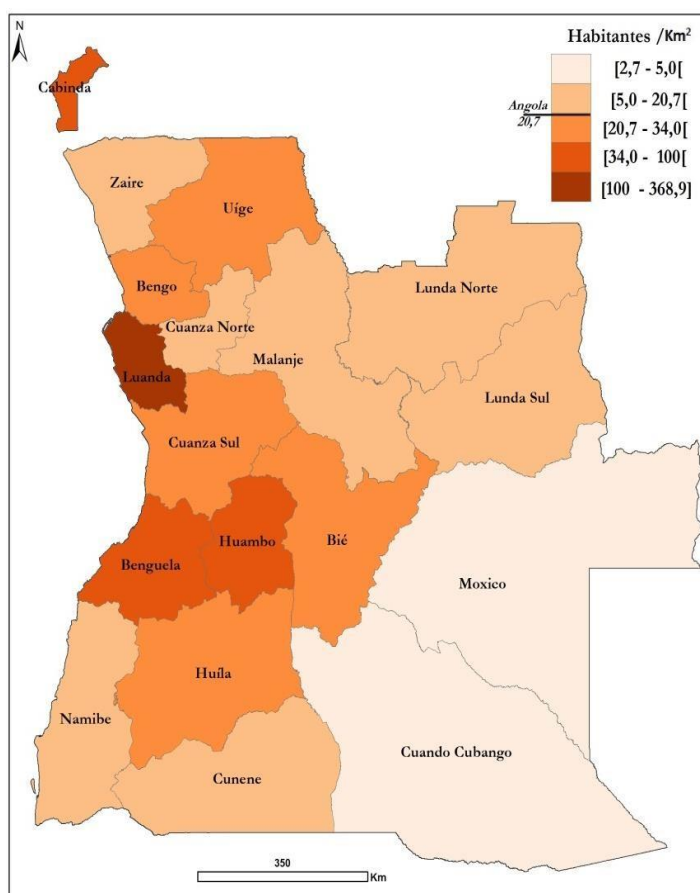 N
Habitantes /Km²
[2,7 - 5,0[
[5,0 - 20,7[
Angola
20,7
[20,7 - 34,0[
[34,0 - 100[
[100 - 368,9]
Cabinda
Zaire
Uíge
Bengo
Lunda Norte
Cuanza Norte
Malanje
Luanda
Lunda Sul
Cuanza Sul
Huambo
Bié
Benguela
Moxico
Huíla
Namibe
Cuando Cubango
Cunene
350
Km